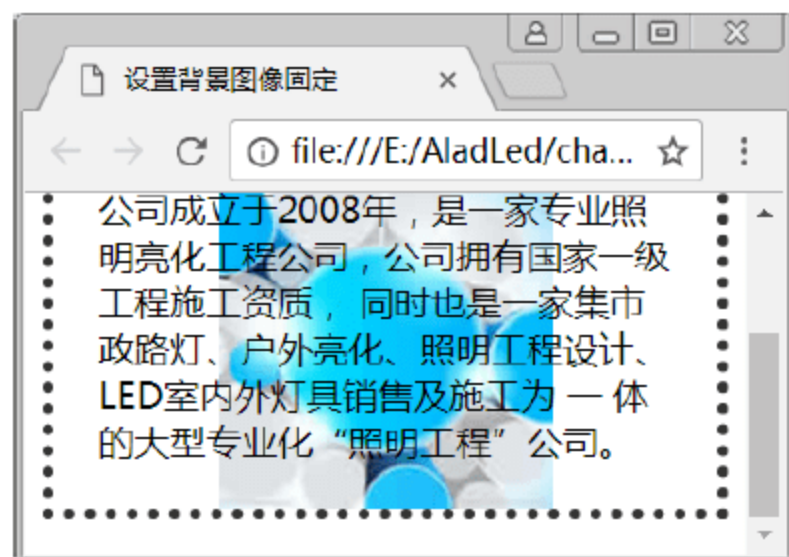 设置背景图像固定
file:///E:/AladLed/cha...
公司成立于2008年，是一家专业照
明亮化工程公司，公司拥有国家一级
工程施工资质， 同时也是一家集市
政路灯、户外亮化、照明工程设计、
LED室内外灯具销售及施工为 一 体
的大型专业化“照明工程”公司。